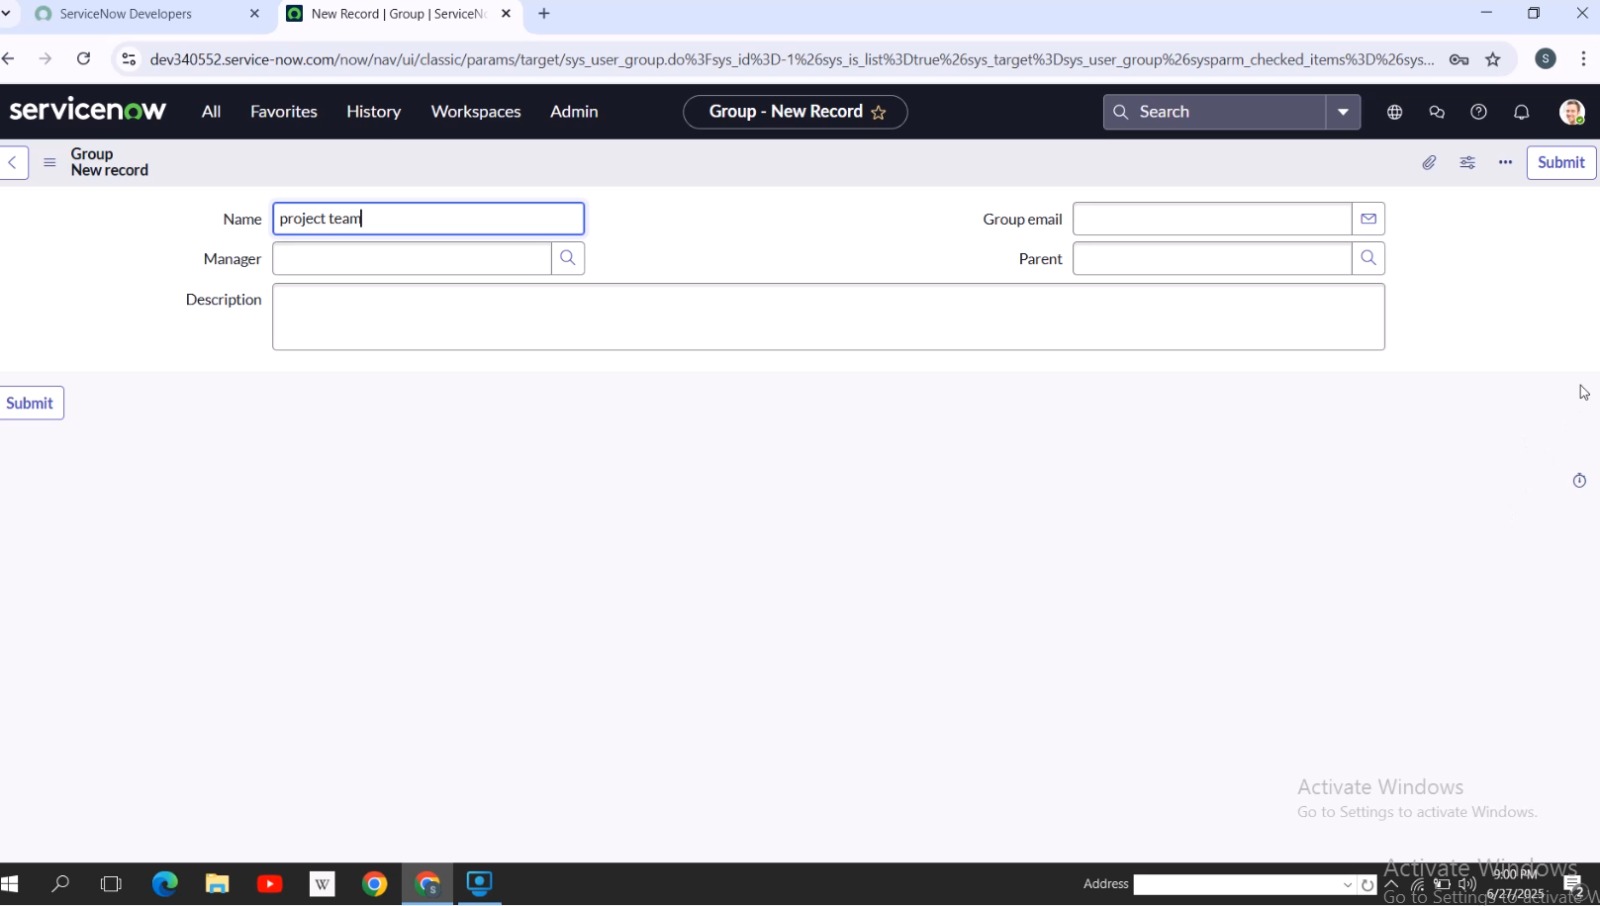 ServiceNow Developers
New Record | Group | ServiceNo
dev340552.service-now.com/now/nav/ui/classic/params/target/sys_user_group.do%3Fsys_id%3D-1%26sys_is_list%3Dtrue%26sys_target%3Dsys_user_group%26sysparm_checked_items%3D%26sys...
S
servicenow
All
Favorites
History
Workspaces
Admin
Group - New Record
Search
Group
New record
Submit
Name
project team
Group email
Manager
Parent
Description
Submit
Activate Windows
Go to Settings to activate Windows.
W
S
Address
Activate Windows
Go to Settings to activate W
9:00 PM
6/27/2025
2